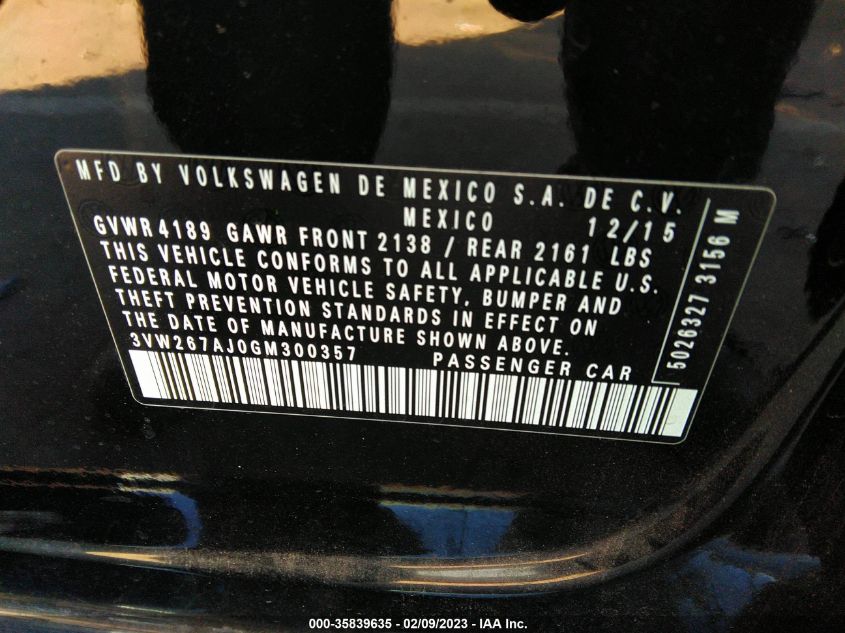 MFD BY VOLKSWAGEN DE MEXICO S.A. DE C.V.
MEXICO 12/15
GVWR 4189 GAWR FRONT 2138 / REAR 2161 LBS
THIS VEHICLE CONFORMS TO ALL APPLICABLE U.S.
FEDERAL MOTOR VEHICLE SAFETY, BUMPER AND
THEFT PREVENTION STANDARDS IN EFFECT ON
THE DATE OF MANUFACTURE SHOWN ABOVE.
3VW267AJ0GM300357 PASSENGER CAR
5026327 3156 M
000-35839635 - 02/09/2023 - IAA Inc.